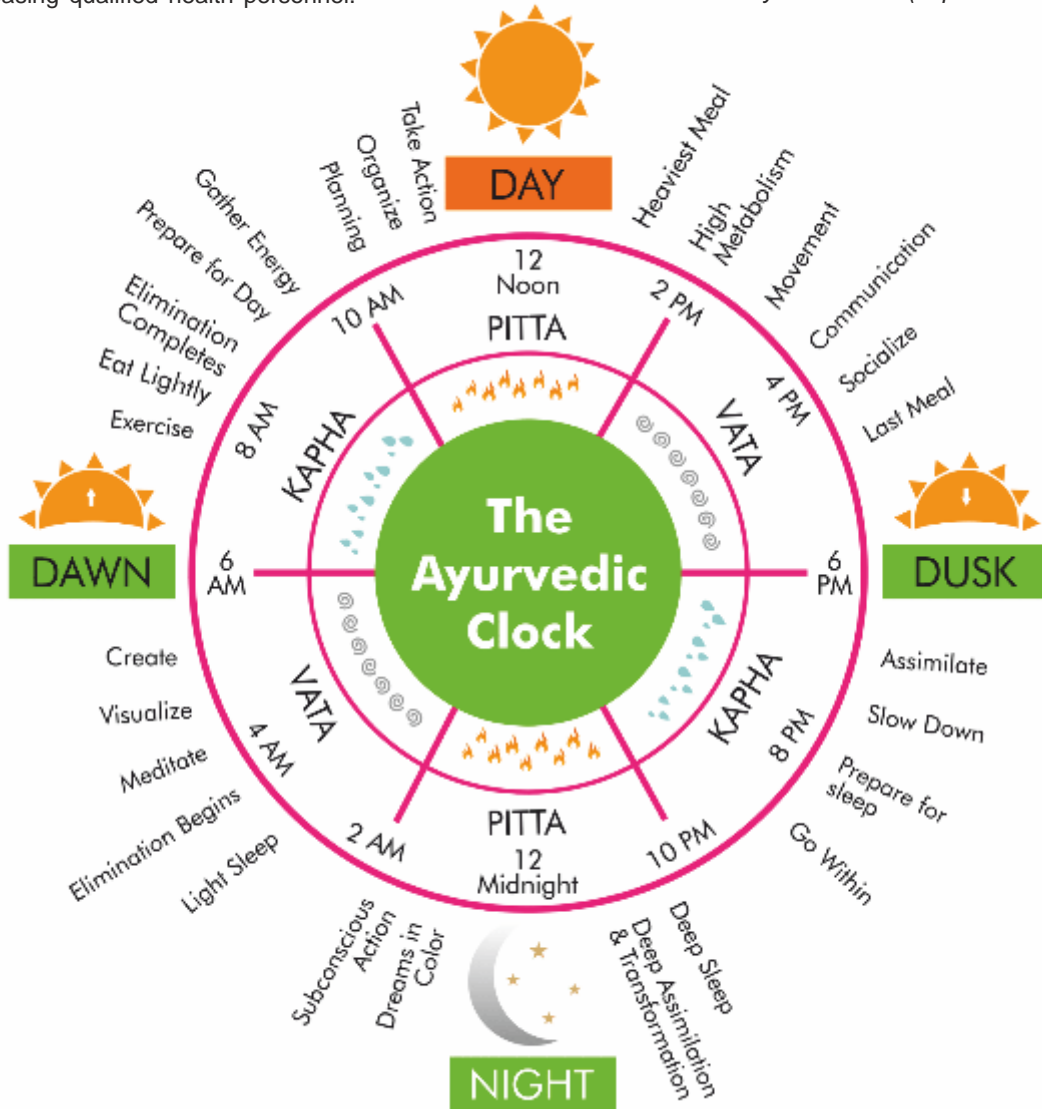 qualified health personnel.
DAY
Take Action
Organize
Planning
Gather Energy
Prepare for Day
Elimination
Completes
Eat Lightly
Exercise
Heaviest Meal
High
Metabolism
Movement
Communication
Socialize
Last Meal
12
Noon
PITTA
10 AM
2 PM
8 AM
4 PM
KAPHA
VATA
DAWN
6
AM
The
Ayurvedic
Clock
6
PM
DUSK
VATA
KAPHA
4 AM
8 PM
2 AM
10 PM
PITTA
12
Midnight
Create
Visualize
Meditate
Elimination Begins
Light Sleep
Subconscious
Action
Dreams in
Color
Assimilate
Slow Down
Prepare for
sleep
Go Within
Deep Sleep
Deep Assimilation
& Transformation
NIGHT